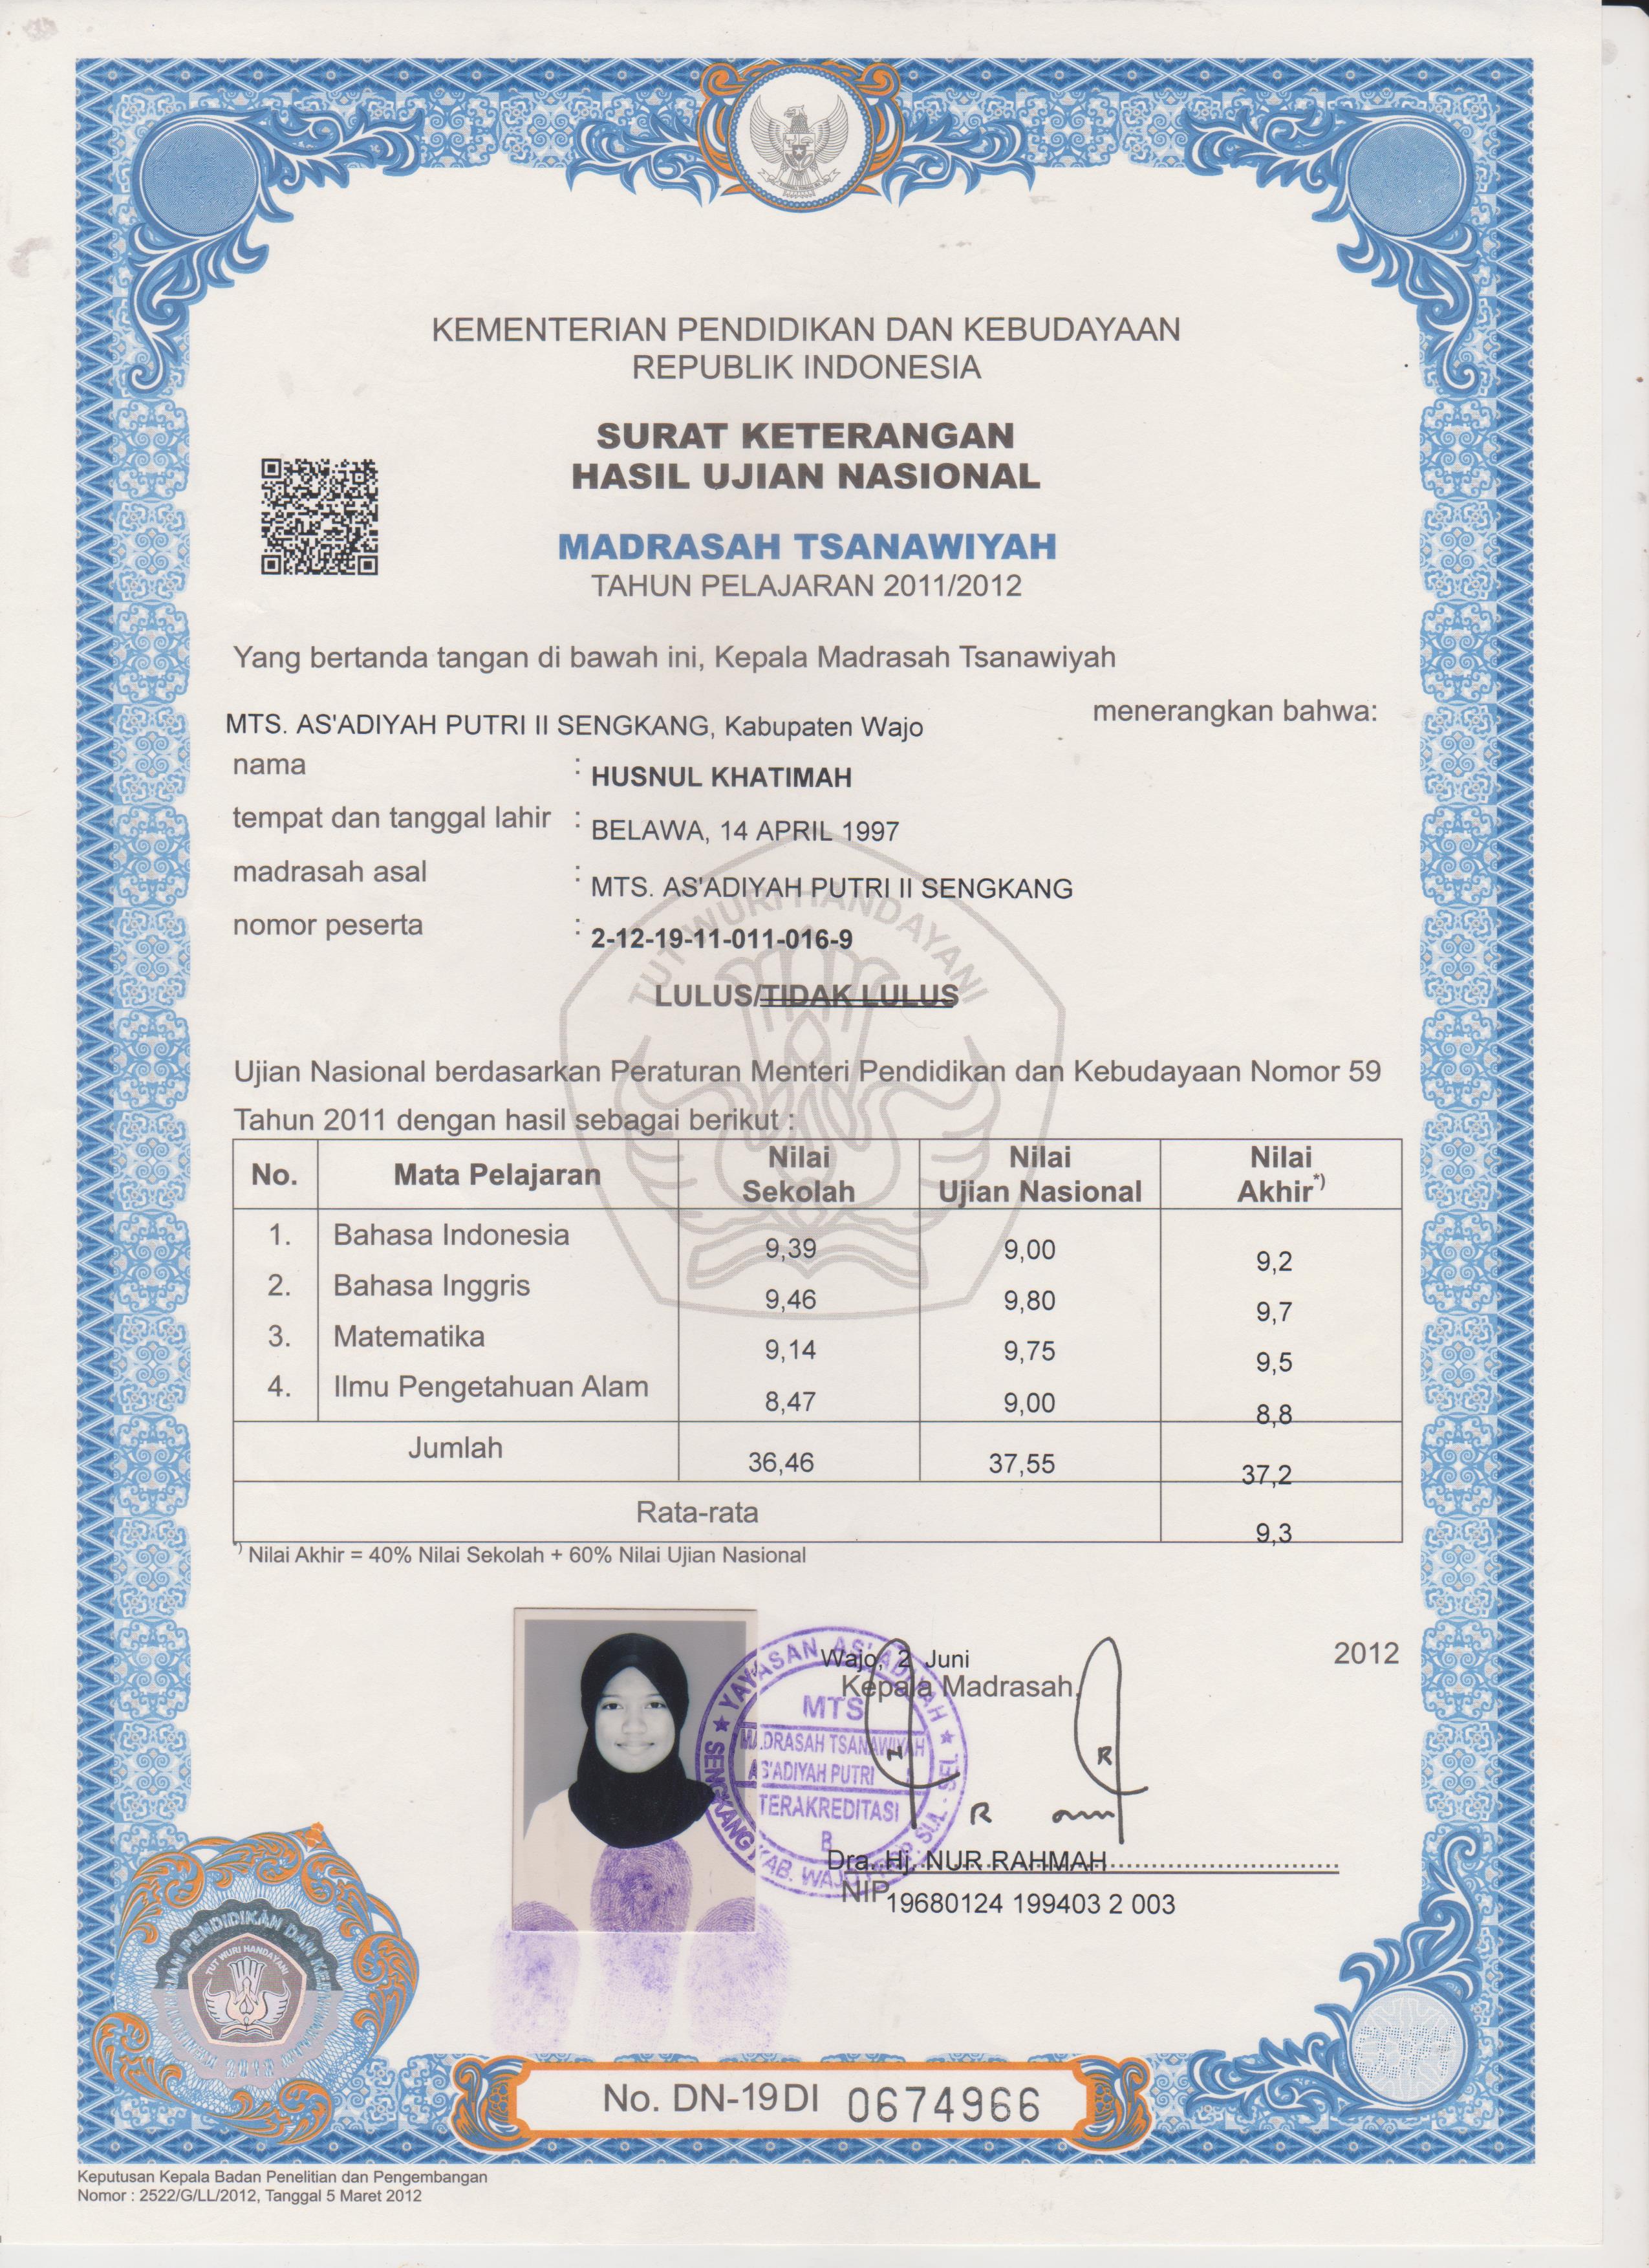 KEMENTERIAN PENDIDIKAN DAN KEBUDAYAAN
REPUBLIK INDONESIA
SURAT KETERANGAN
HASIL UJIAN NASIONAL
MADRASAH TSANAWIYAH
TAHUN PELAJARAN 2011/2012
Yang bertanda tangan di bawah ini, Kepala Madrasah Tsanawiyah
MTS. AS'ADIYAH PUTRI II SENGKANG, Kabupaten Wajo menerangkan bahwa:
nama : HUSNUL KHATIMAH
tempat dan tanggal lahir : BELAWA, 14 APRIL 1997
madrasah asal : MTS. AS'ADIYAH PUTRI II SENGKANG
nomor peserta : 2-12-19-11-011-016-9
TUT WURI HANDAYANI
LULUS/TIDAK LULUS
Ujian Nasional berdasarkan Peraturan Menteri Pendidikan dan Kebudayaan Nomor 59
Tahun 2011 dengan hasil sebagai berikut :
No. Mata Pelajaran Nilai Sekolah Nilai Ujian Nasional Nilai Akhir*)
1. Bahasa Indonesia 9,39 9,00 9,2
2. Bahasa Inggris 9,46 9,80 9,7
3. Matematika 9,14 9,75 9,5
4. Ilmu Pengetahuan Alam 8,47 9,00 8,8
Jumlah 36,46 37,55 37,2
Rata-rata 9,3
*) Nilai Akhir = 40% Nilai Sekolah + 60% Nilai Ujian Nasional
Wajo, 2 Juni 2012
Kepala Madrasah,
YAYASAN AS'ADIYAH
MTS
MADRASAH TSANAWIYAH
AS'ADIYAH PUTRI
TERAKREDITASI
B
SENGKANG KAB. WAJO PROP. SUL - SEL
Dra. Hj. NUR RAHMAH
NIP 19680124 199403 2 003
PENDIDIKAN DAN
TUT WURI HANDAYANI
No. DN-19 DI 0674966
Keputusan Kepala Badan Penelitian dan Pengembangan
Nomor : 2522/G/LL/2012, Tanggal 5 Maret 2012